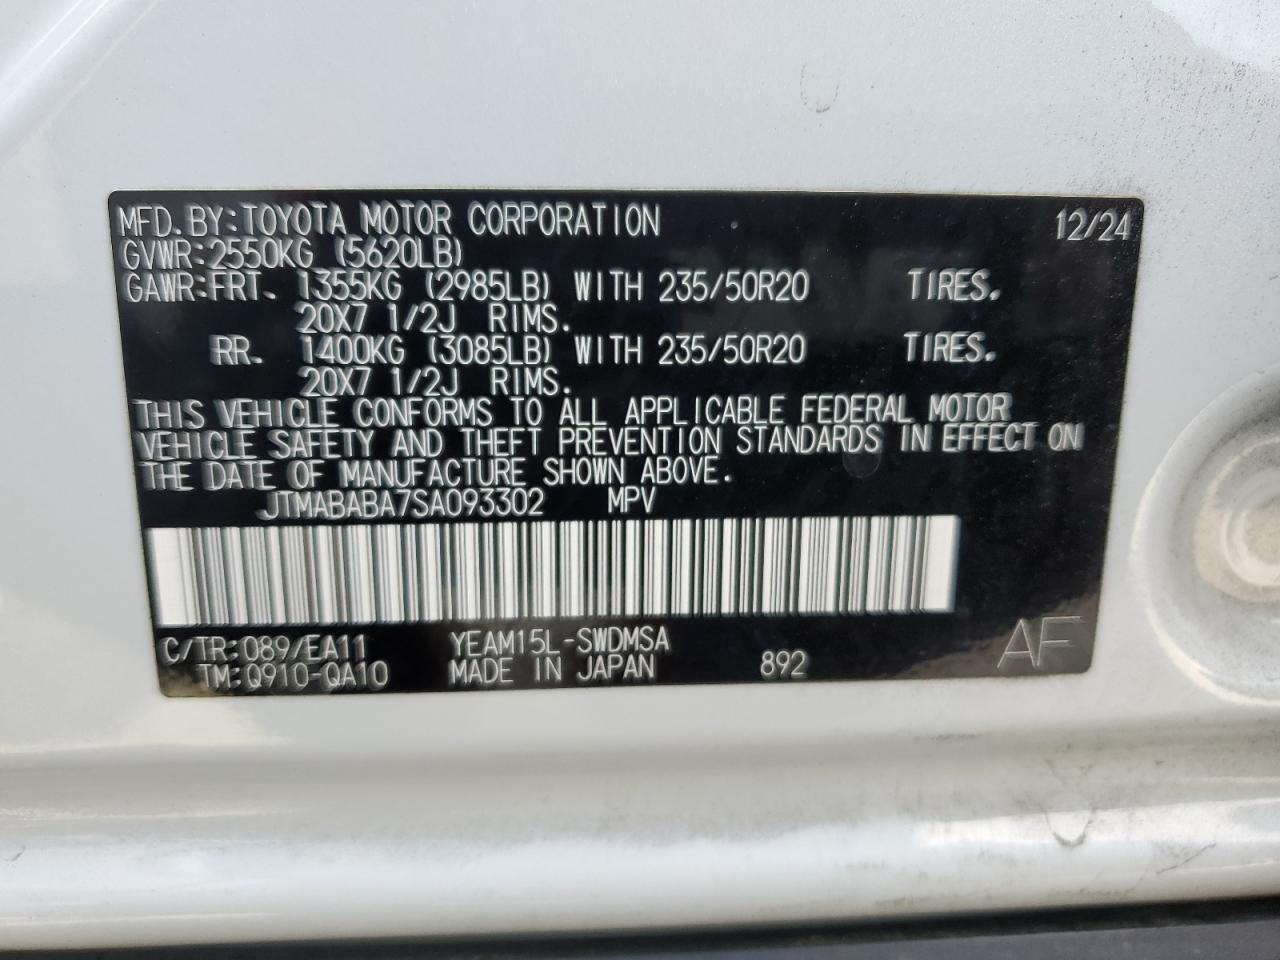 MFD.BY:TOYOTA MOTOR CORPORATION 12/24
GVWR:2550KG (5620LB)
GAWR:FRT. 1355KG (2985LB) WITH 235/50R20 TIRES.
20X7 1/2J RIMS.
RR. 1400KG (3085LB) WITH 235/50R20 TIRES.
20X7 1/2J RIMS.
THIS VEHICLE CONFORMS TO ALL APPLICABLE FEDERAL MOTOR
VEHICLE SAFETY AND THEFT PREVENTION STANDARDS IN EFFECT ON
THE DATE OF MANUFACTURE SHOWN ABOVE.
JTMABABA7SA093302 MPV
C/TR:089/EA11 YEAM15L-SWDMSA
TM:Q910-QA10 MADE IN JAPAN 892 AF